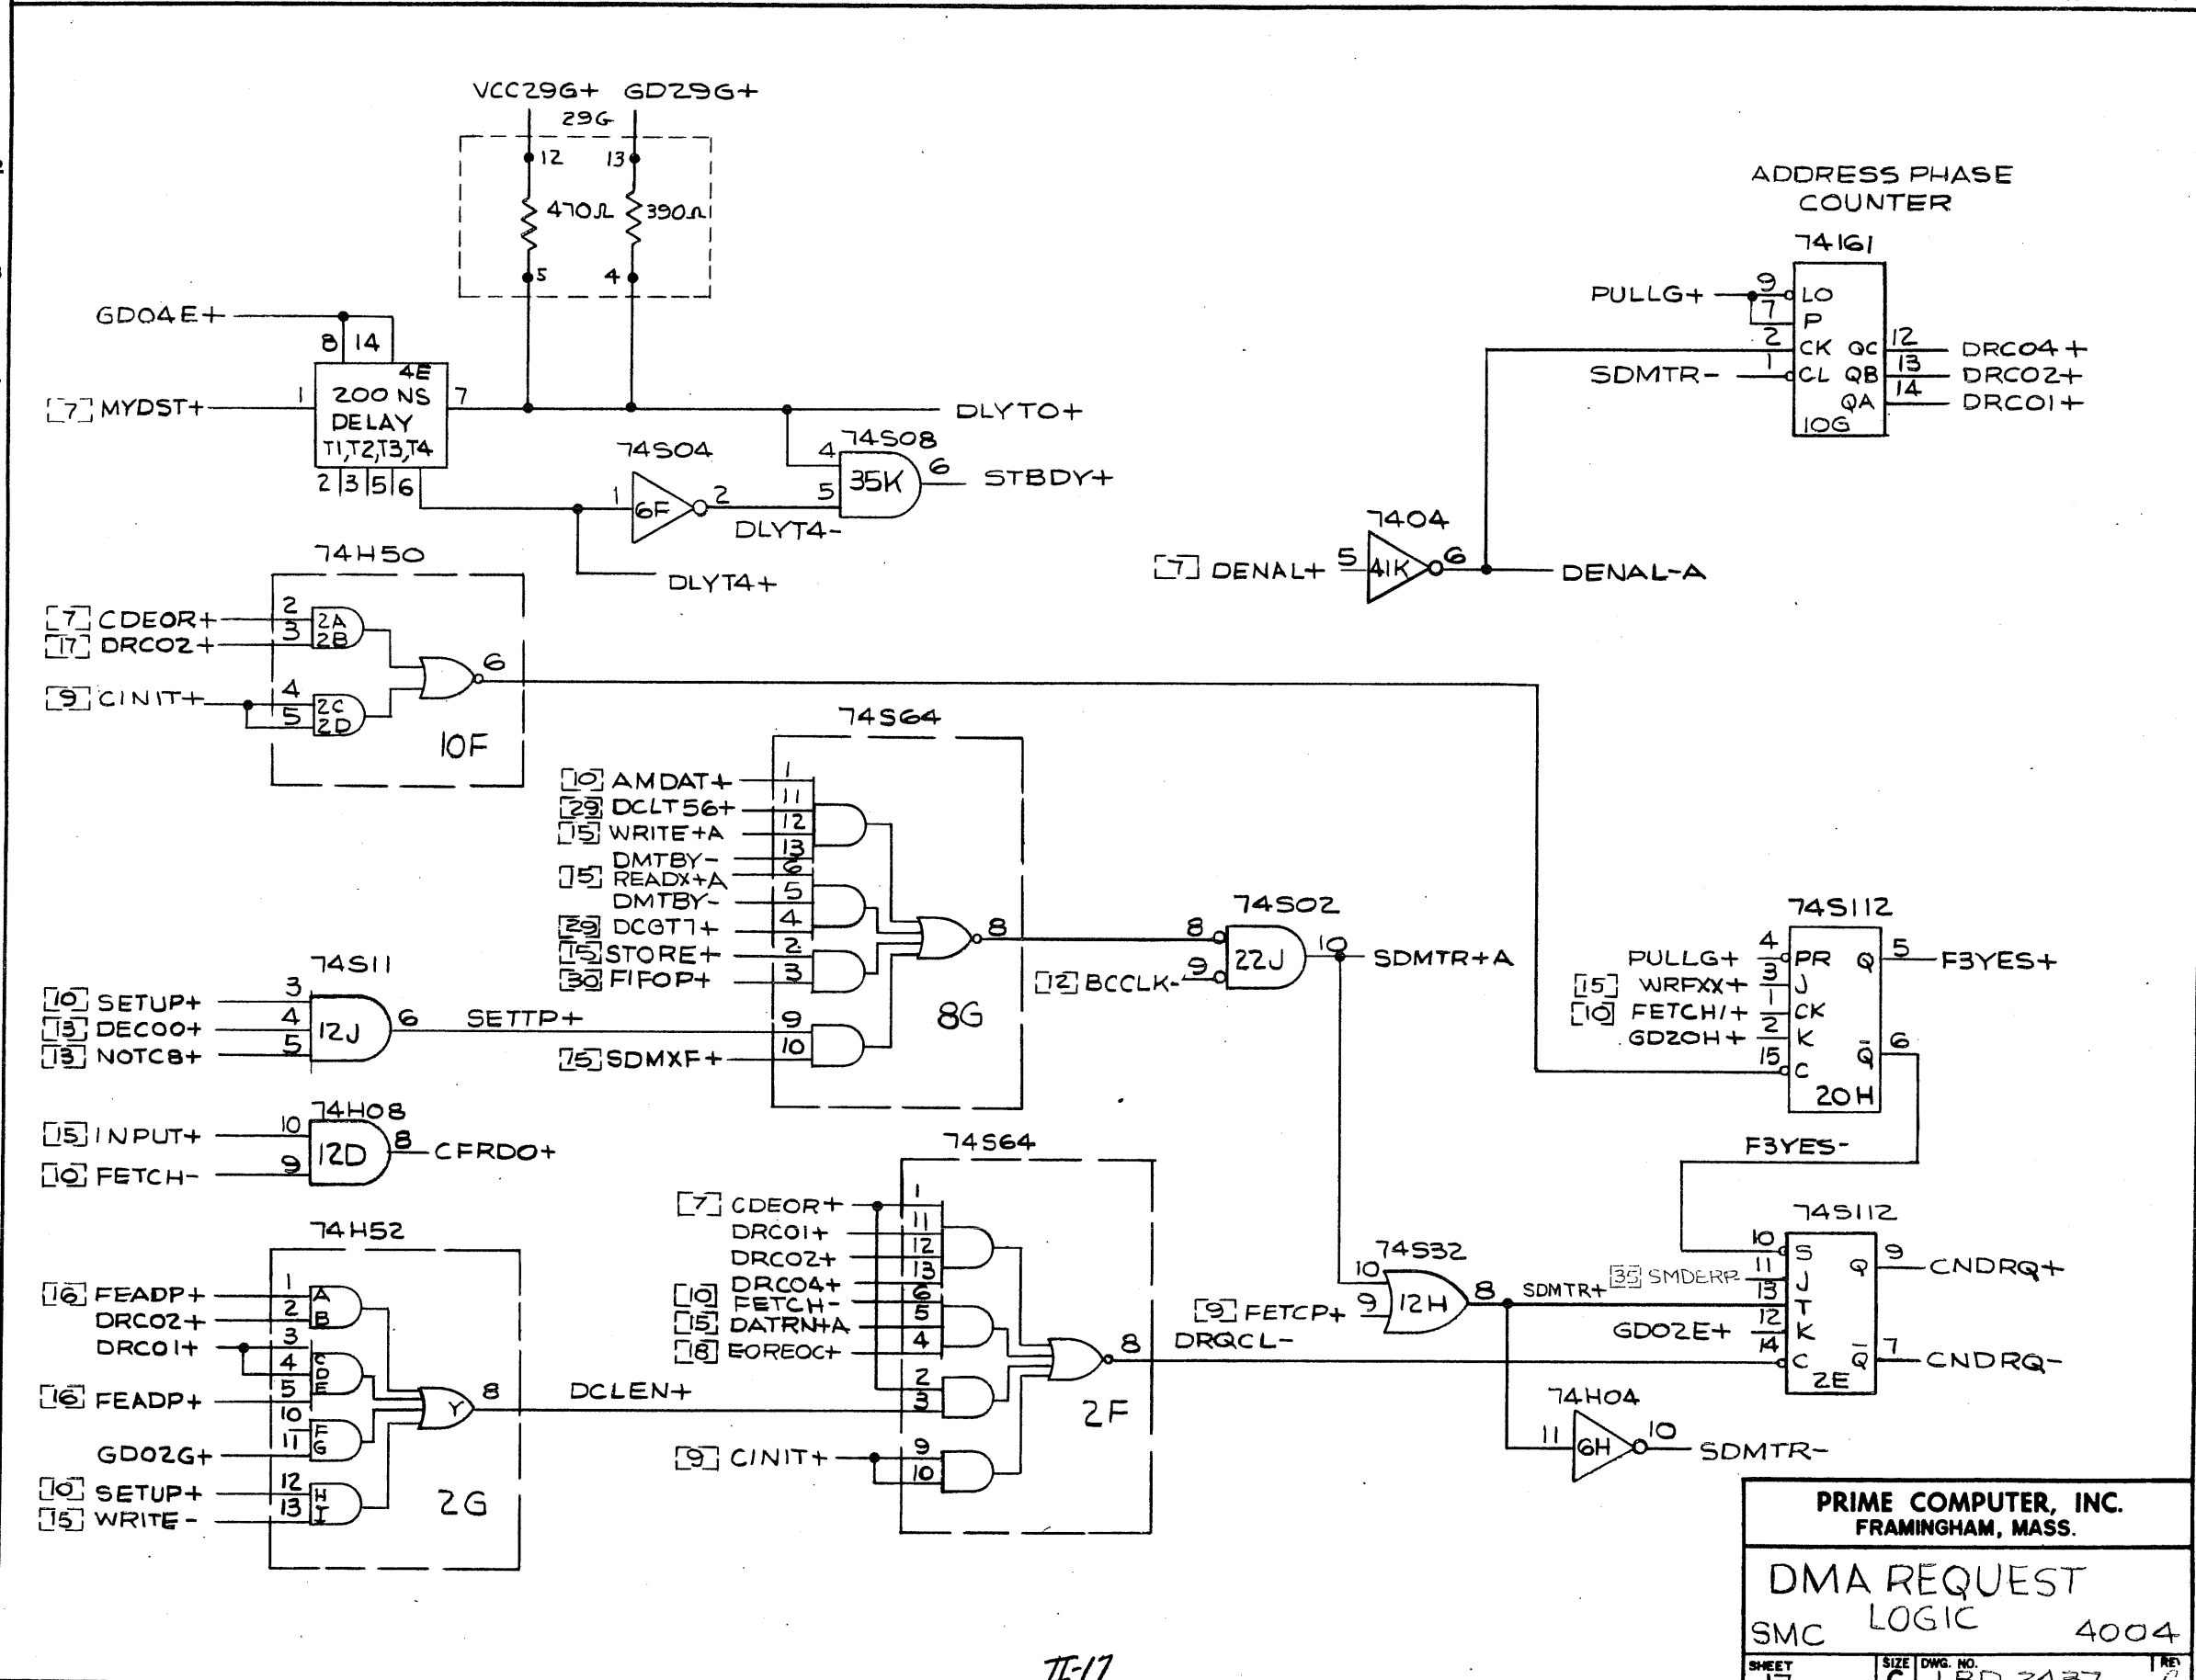 VCC29G+ GD29G+
29G
12 13
470Ω 390Ω
5 4
GD04E+
8 14
4E
[7] MYDST+ 1 200 NS 7
DELAY
T1,T2,T3,T4
2 3 5 6
DLYT0+
74S04
1 6F 2
DLYT4-
DLYT4+
74S08
4
5 35K 6 STBDY+
ADDRESS PHASE
COUNTER
74161
PULLG+ 9 LO
7 P
2 CK QC 12 DRC04+
SDMTR- 1 CL QB 13 DRC02+
QA 14 DRC01+
10G
7404
[7] DENAL+ 5 41K 6 DENAL-A
74H50
[7] CDEOR+ 2 2A
[17] DRC02+ 3 2B
6
[9] CINIT+ 4 2C
5 2D
10F
74S64
[10] AMDAT+ 1
[29] DCLT56+ 11
[15] WRITE+A 12
DMTBY- 13
[15] READX+A 6
DMTBY- 5
[29] DCGT7+ 4
[15] STORE+ 2
[30] FIFOP+ 3
8
8G
9
[15] SDMXF+ 10
74S11
[10] SETUP+ 3
[13] DEC00+ 4 12J 6 SETTP+
[13] NOTC8+ 5
74H08
[15] INPUT+ 10
12D 8 CFRDO+
[10] FETCH- 9
74S02
8
22J 10 SDMTR+A
[12] BCCLK- 9
74S112
PULLG+ 4 PR Q 5 F3YES+
[15] WRFXX+ 3 J
[10] FETCH1+ 1 CK
GD20H+ 2 K
15 C Q 6
20H
F3YES-
74H52
[16] FEADP+ 1 A
DRC02+ 2 B
DRC01+ 3
4 C
D
[16] FEADP+ 5 E
10 F
GD02G+ 11 G
[10] SETUP+ 12 H
[15] WRITE- 13 I
Y 8 DCLEN+
2G
74S64
[7] CDEOR+ 1
DRC01+ 11
DRC02+ 12
DRC04+ 13
[10] FETCH- 6
[15] DATRN+A 5
[18] EOREOC+ 4
2
3
[9] CINIT+ 9
10
8 DRQCL-
2F
74S32
10
[9] FETCP+ 9 12H 8 SDMTR+
74S112
10 S Q 9 CNDRQ+
[35] SMDERP 11 J
13 T
GD02E+ 12 K
14 C Q 7 CNDRQ-
2E
74H04
11 6H 10 SDMTR-
PRIME COMPUTER, INC.
FRAMINGHAM, MASS.
DMA REQUEST
LOGIC
SMC 4004
SHEET SIZE DWG. NO. REV
17 C LBD 2437
II-17